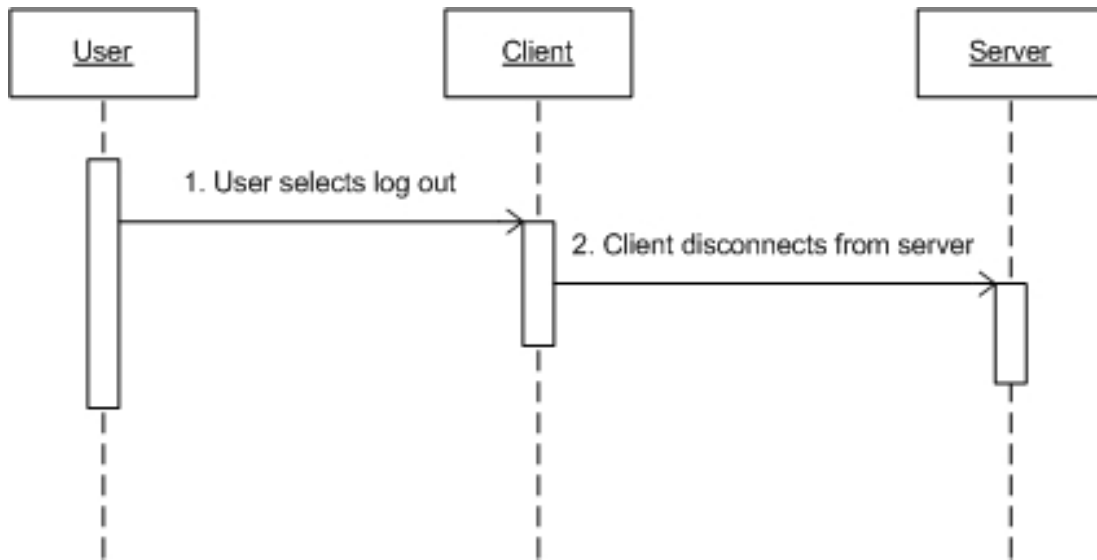 User
Client
Server
1. User selects log out
2. Client disconnects from server